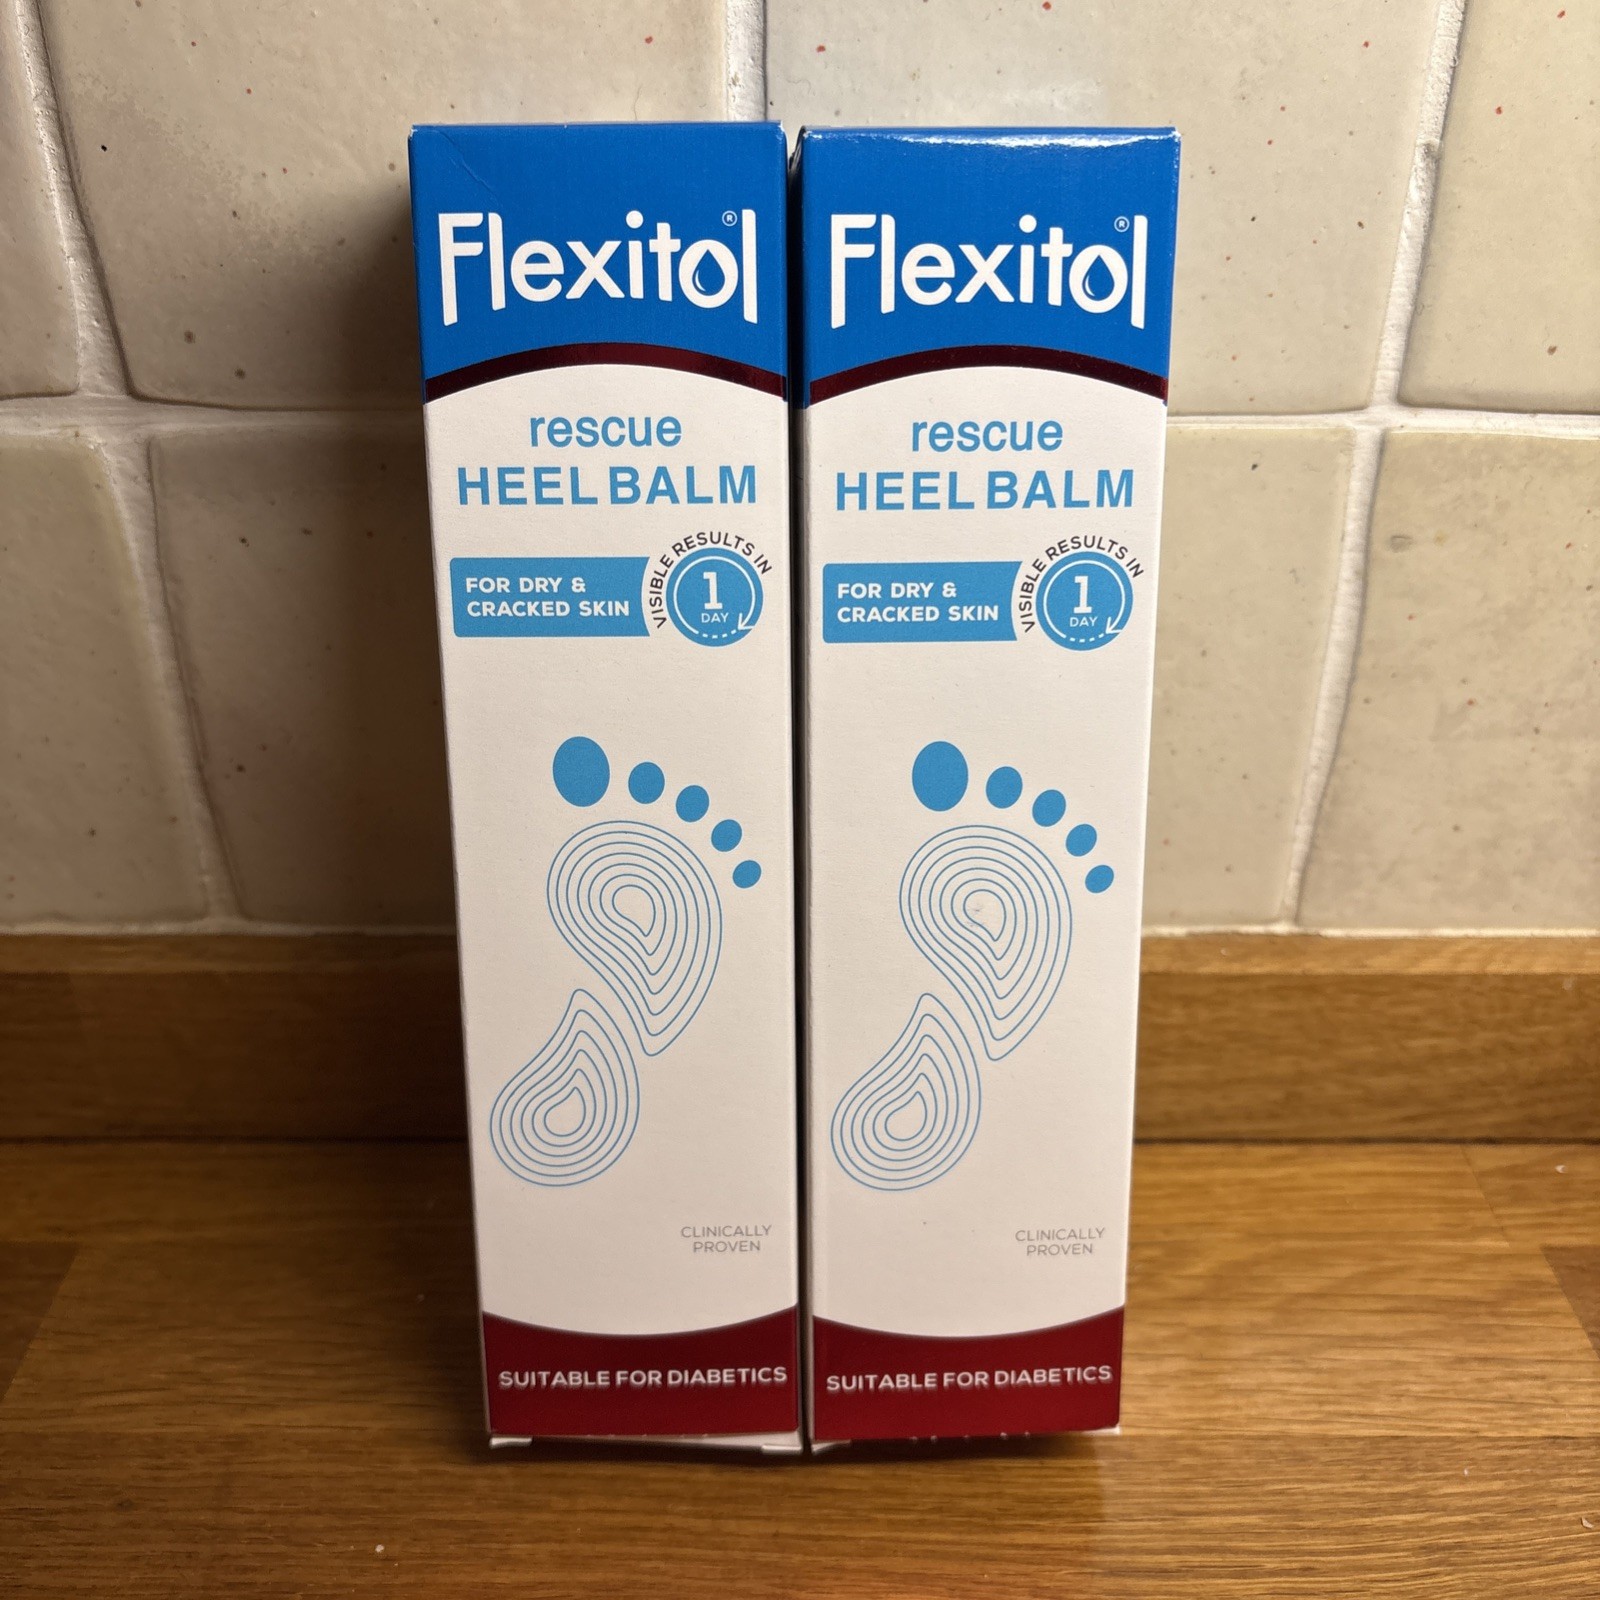 Flexitol®
rescue
HEEL BALM
FOR DRY &
CRACKED SKIN
VISIBLE RESULTS IN
1
DAY
CLINICALLY
PROVEN
SUITABLE FOR DIABETICS
Flexitol®
rescue
HEEL BALM
FOR DRY &
CRACKED SKIN
VISIBLE RESULTS IN
1
DAY
CLINICALLY
PROVEN
SUITABLE FOR DIABETICS